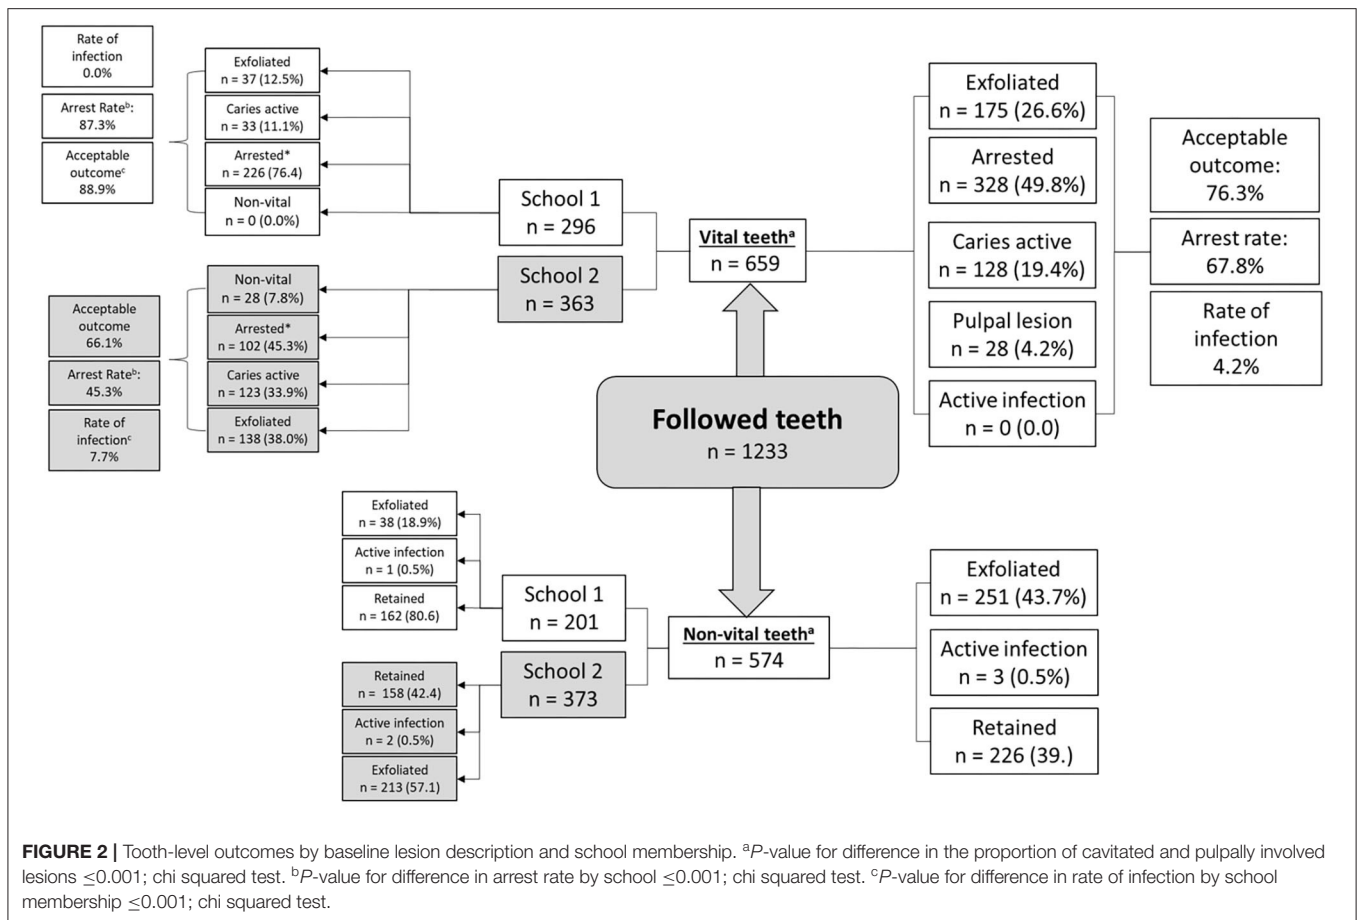 Rate of
infection
0.0%
Arrest Rateᵇ:
87.3%
Acceptable
outcomeᶜ
88.9%
Exfoliated
n = 37 (12.5%)
Caries active
n = 33 (11.1%)
Arrested*
n = 226 (76.4)
Non-vital
n = 0 (0.0%)
School 1
n = 296
Acceptable
outcome
66.1%
Arrest Rateᵇ:
45.3%
Rate of
infectionᶜ
7.7%
Non-vital
n = 28 (7.8%)
Arrested*
n = 102 (45.3%)
Caries active
n = 123 (33.9%)
Exfoliated
n = 138 (38.0%)
School 2
n = 363
Vital teethᵃ
n = 659
Exfoliated
n = 175 (26.6%)
Arrested
n = 328 (49.8%)
Caries active
n = 128 (19.4%)
Pulpal lesion
n = 28 (4.2%)
Active infection
n = 0 (0.0)
Acceptable
outcome:
76.3%
Arrest rate:
67.8%
Rate of
infection
4.2%
Followed teeth
n = 1233
Exfoliated
n = 38 (18.9%)
Active infection
n = 1 (0.5%)
Retained
n = 162 (80.6)
School 1
n = 201
Retained
n = 158 (42.4)
Active infection
n = 2 (0.5%)
Exfoliated
n = 213 (57.1)
School 2
n = 373
Non-vital teethᵃ
n = 574
Exfoliated
n = 251 (43.7%)
Active infection
n = 3 (0.5%)
Retained
n = 226 (39.)
FIGURE 2 | Tooth-level outcomes by baseline lesion description and school membership. ᵃP-value for difference in the proportion of cavitated and pulpally involved
lesions ≤0.001; chi squared test. ᵇP-value for difference in arrest rate by school ≤0.001; chi squared test. ᶜP-value for difference in rate of infection by school
membership ≤0.001; chi squared test.